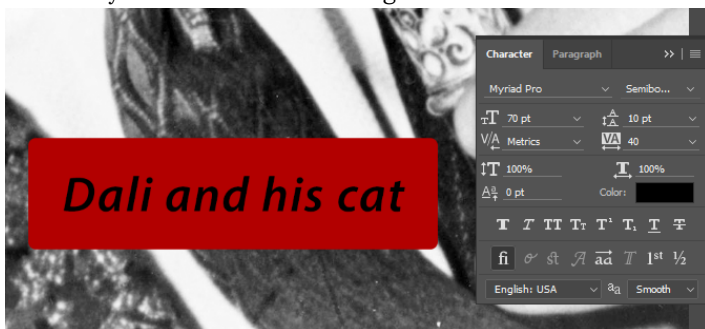 Dali and his cat
Character Paragraph
Myriad Pro Semibo...
70 pt 10 pt
Metrics 40
100% 100%
0 pt Color:
T T TT Tт T¹ T₁ T T
fi st A aa T 1st ½
English: USA aa Smooth